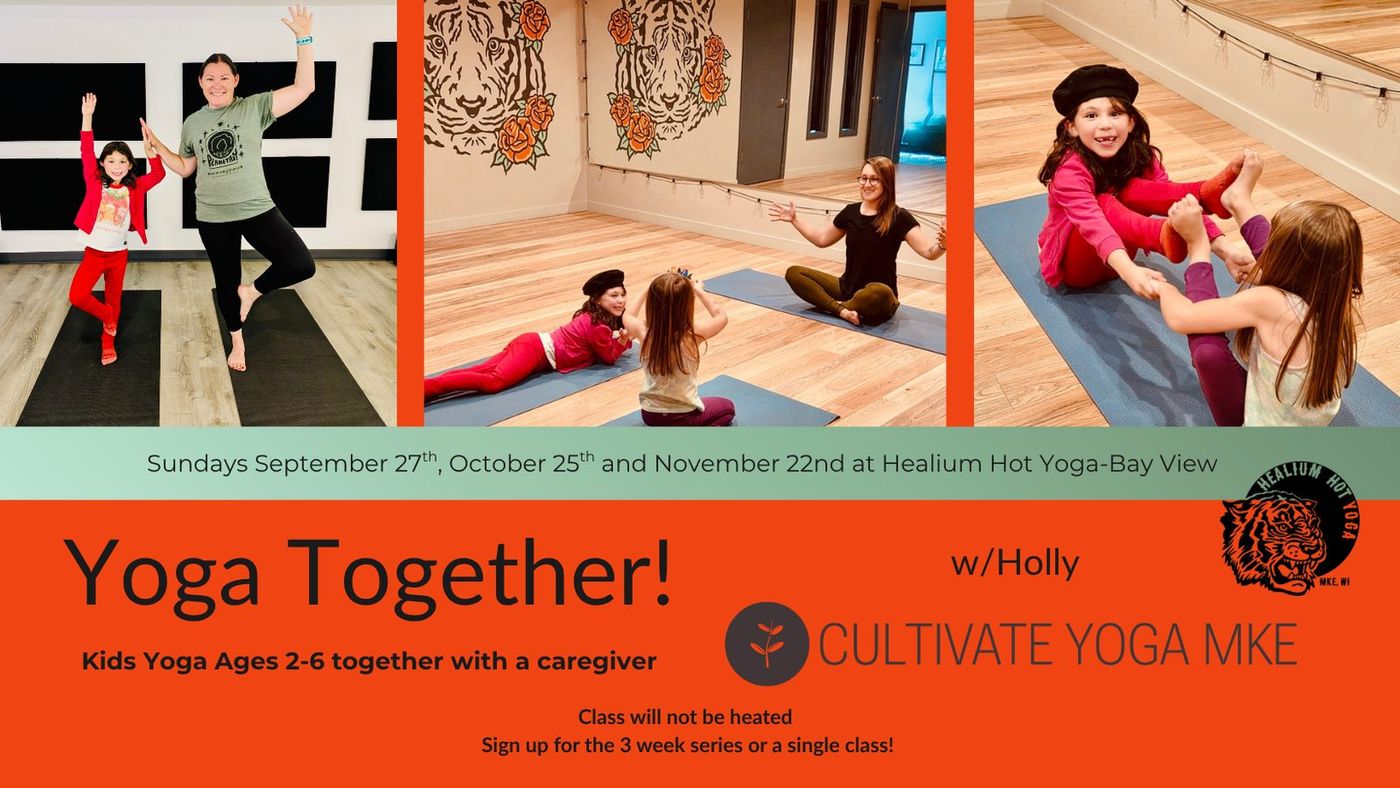 Sundays September 27th, October 25th and November 22nd at Healium Hot Yoga-Bay View
HEALIUM HOT YOGA
MKE, WI
Yoga Together!
w/Holly
CULTIVATE YOGA MKE
Kids Yoga Ages 2-6 together with a caregiver
Class will not be heated
Sign up for the 3 week series or a single class!